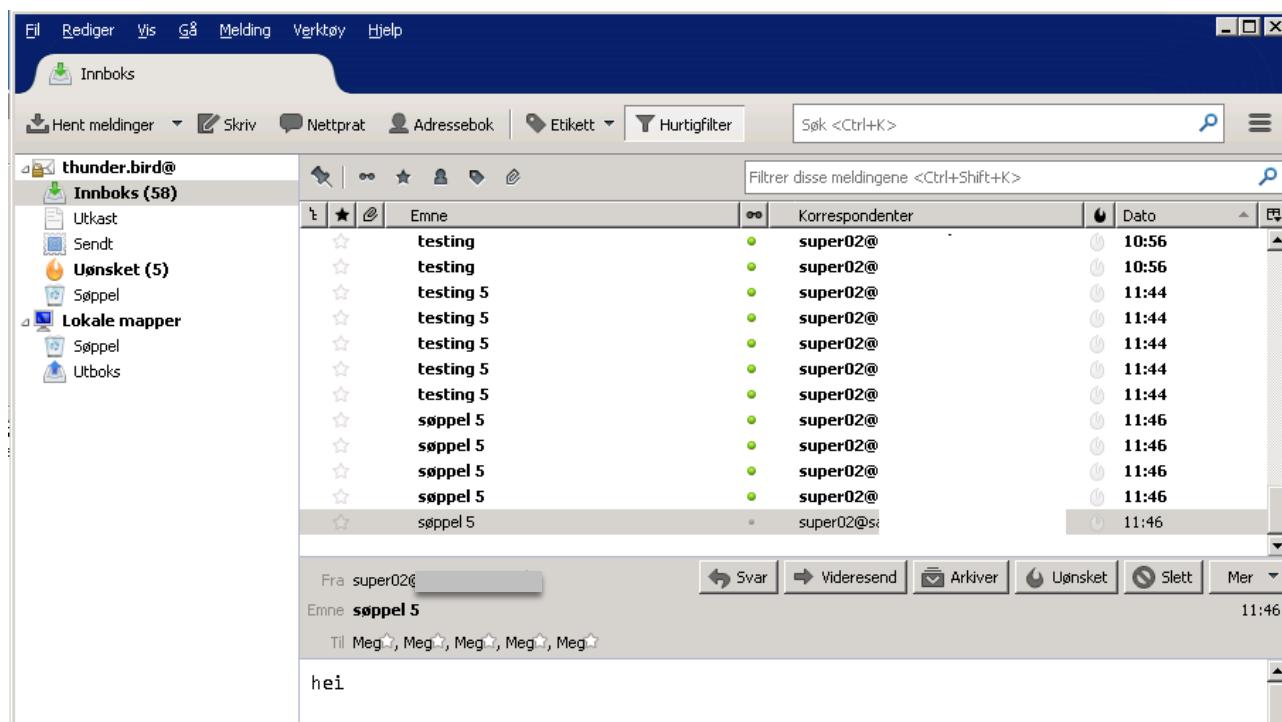 Fil Rediger Vis Gå Melding Verktøy Hjelp
Innboks
Hent meldinger Skriv Nettprat Adressebok Etikett Hurtigfilter Søk <Ctrl+K>
thunder.bird@
Innboks (58)
Utkast
Sendt
Uønsket (5)
Søppel
Lokale mapper
Søppel
Utboks
Filtrer disse meldingene <Ctrl+Shift+K>
Emne Korrespondenter Dato
testing super02@ 10:56
testing super02@ 10:56
testing 5 super02@ 11:44
testing 5 super02@ 11:44
testing 5 super02@ 11:44
testing 5 super02@ 11:44
testing 5 super02@ 11:44
søppel 5 super02@ 11:46
søppel 5 super02@ 11:46
søppel 5 super02@ 11:46
søppel 5 super02@ 11:46
søppel 5 super02@sa 11:46
Fra super02@ Svar Videresend Arkiver Uønsket Slett Mer
Emne søppel 5 11:46
Til Meg, Meg, Meg, Meg, Meg
hei